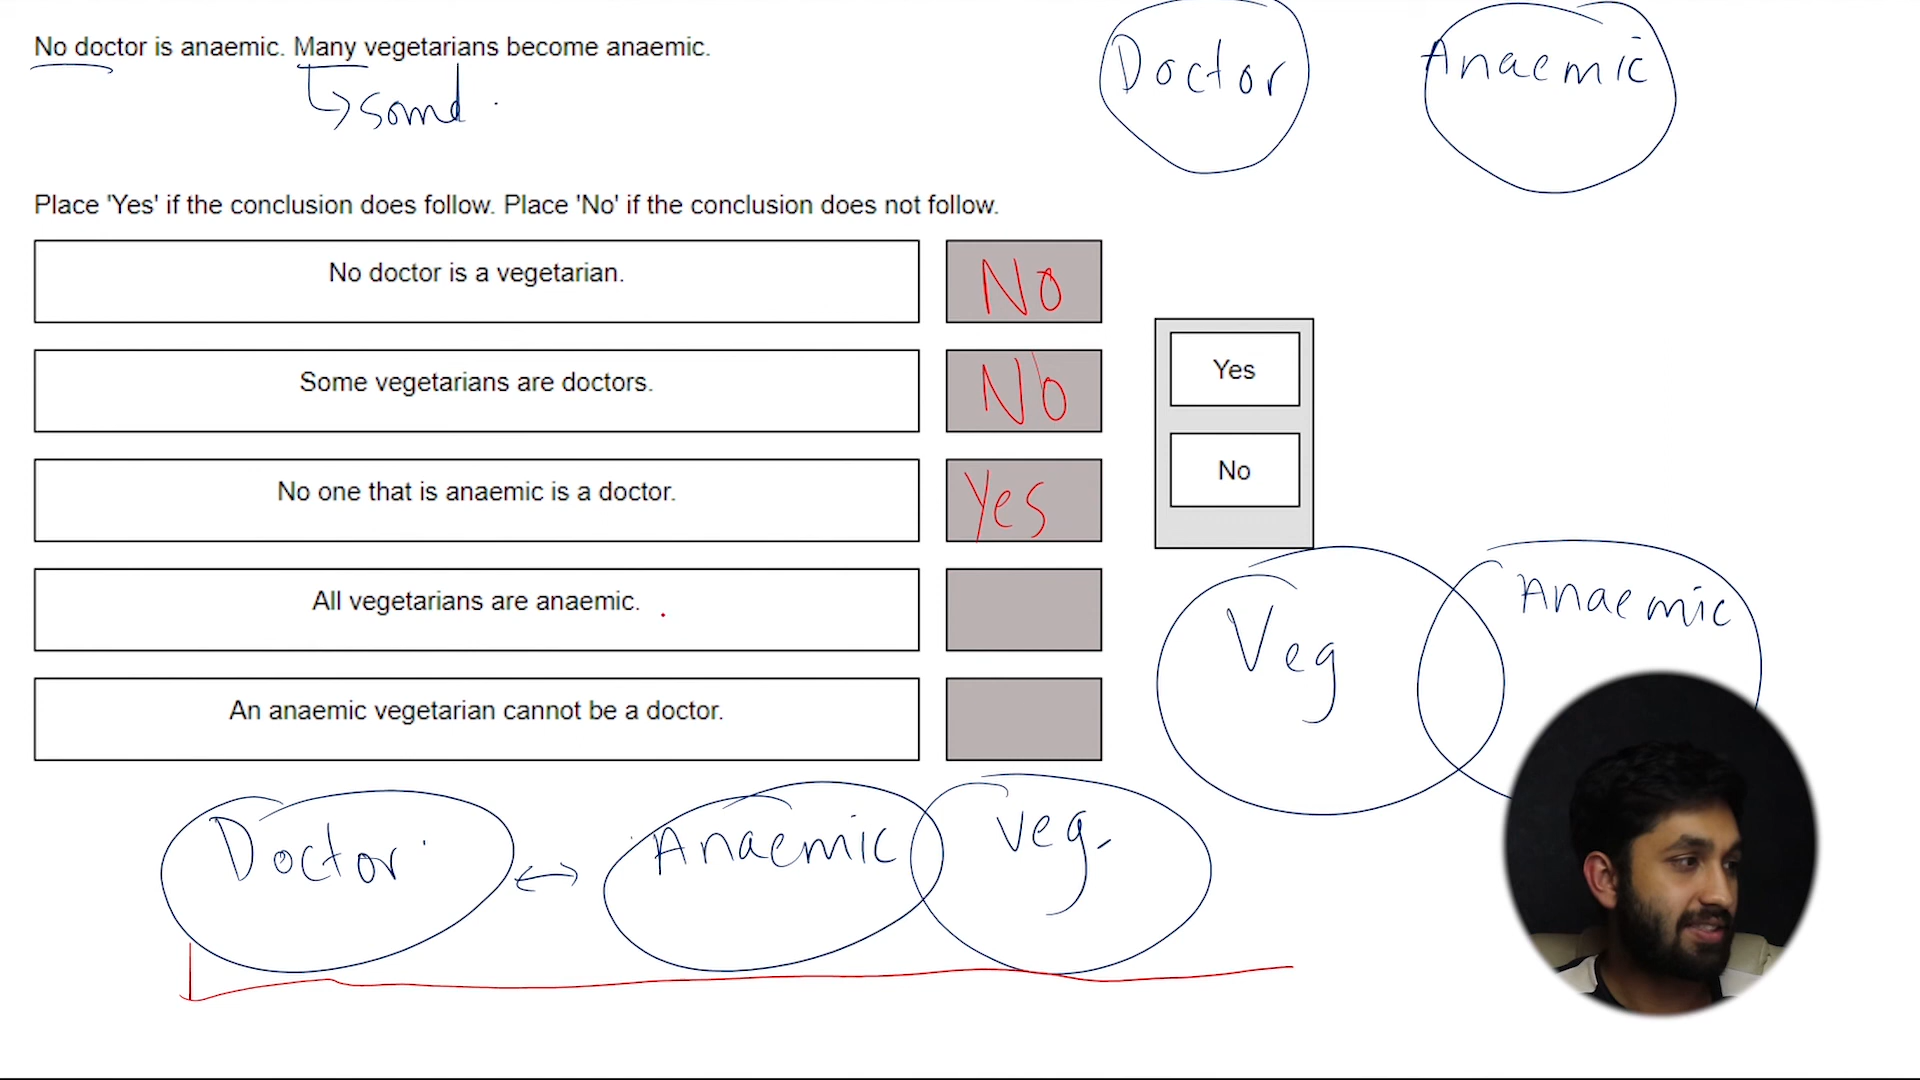 No doctor is anaemic. Many vegetarians become anaemic.
Doctor
Anaemic
Place 'Yes' if the conclusion does follow. Place 'No' if the conclusion does not follow.
No doctor is a vegetarian.
No
Some vegetarians are doctors.
No
Yes
No one that is anaemic is a doctor.
Yes
No
All vegetarians are anaemic.
Veg
Anaemic
An anaemic vegetarian cannot be a doctor.
Doctor
Anaemic
Veg.